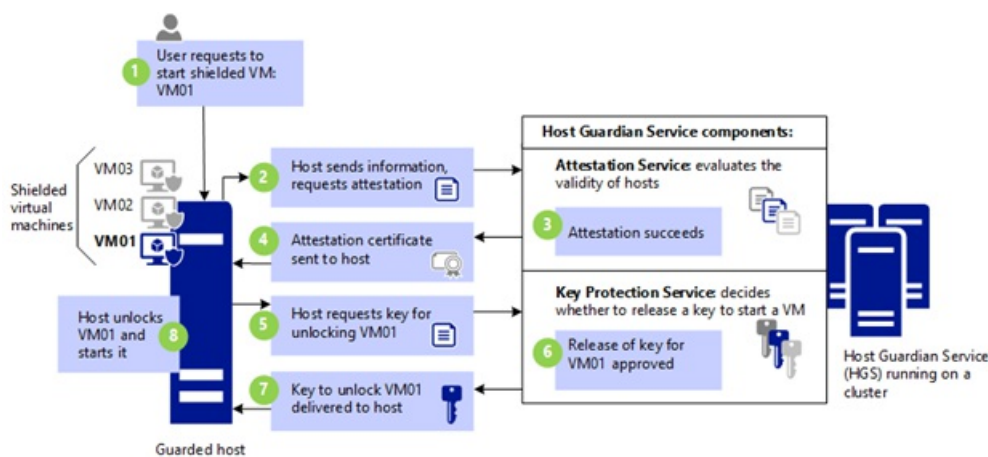 1
User requests to
start shielded VM:
VM01
Host Guardian Service components:
VM03
VM02
VM01
Shielded
virtual
machines
2
Host sends information,
requests attestation
Attestation Service: evaluates the
validity of hosts
3
Attestation succeeds
4
Attestation certificate
sent to host
5
Host requests key for
unlocking VM01
Key Protection Service: decides
whether to release a key to start a VM
6
Release of key for
VM01 approved
7
Key to unlock VM01
delivered to host
Host unlocks
VM01 and
starts it
8
Guarded host
Host Guardian Service
(HGS) running on a
cluster